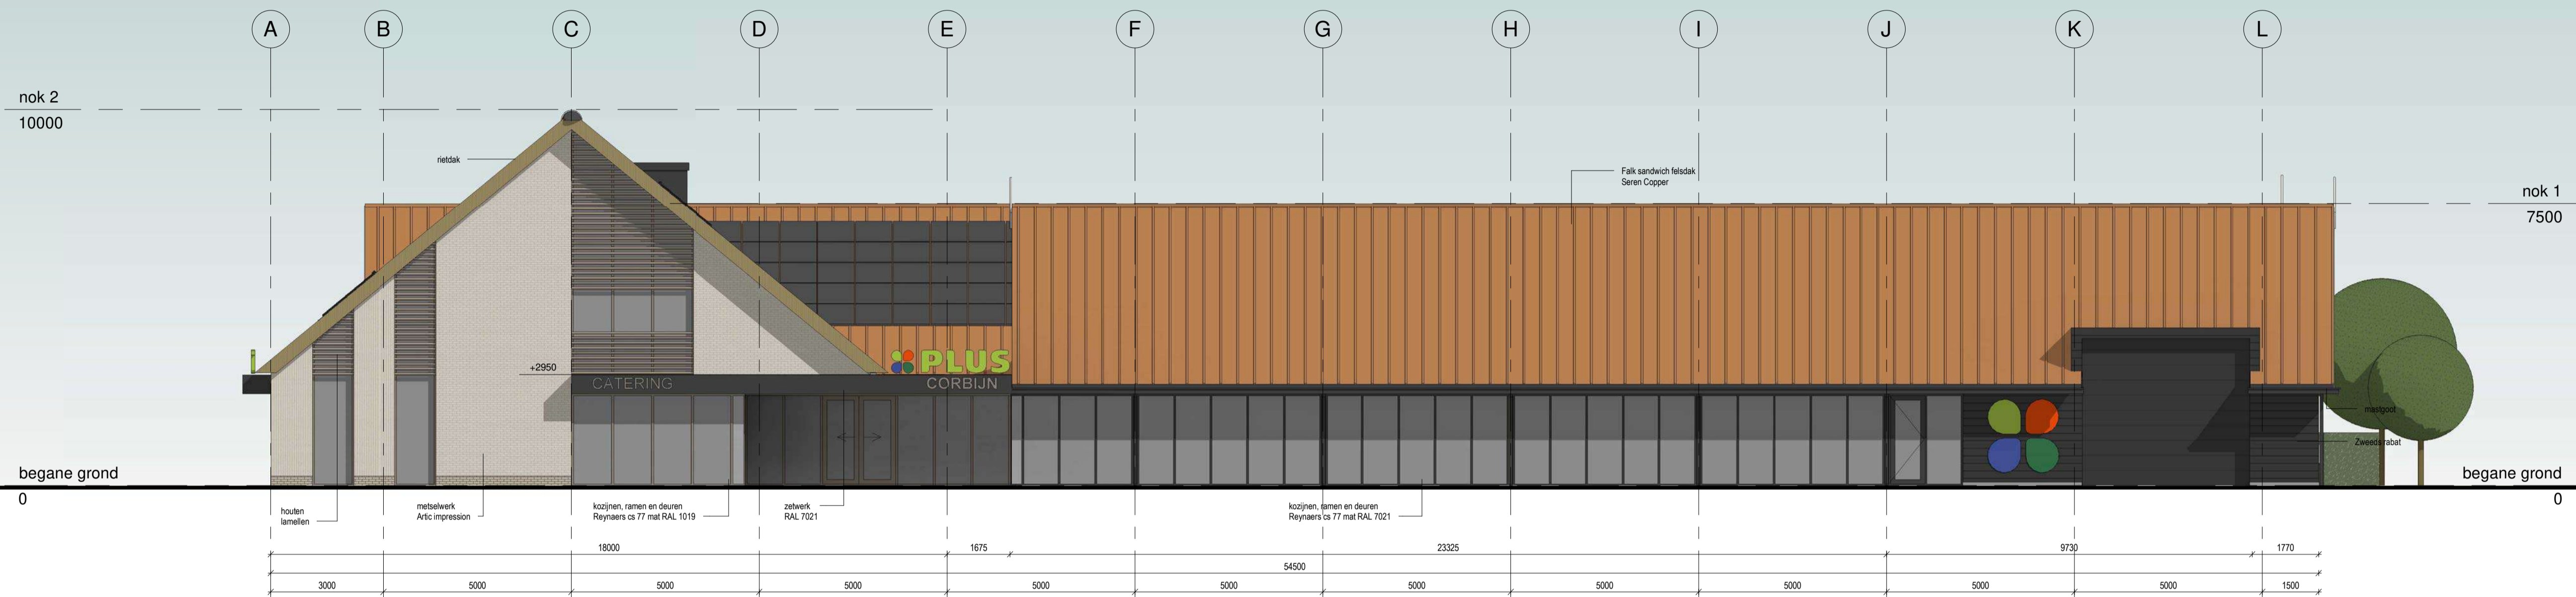 A B C D E F G H I J K L
nok 2
10000
rietdak
Falk sandwich felsdak
Seren Copper
nok 1
7500
+2950
PLUS
CATERING
CORBIJN
mastgoot
Zweeds rabat
begane grond
0
begane grond
0
houten
lamellen
metselwerk
Artic impression
kozijnen, ramen en deuren
Reynaers cs 77 mat RAL 1019
zetwerk
RAL 7021
kozijnen, ramen en deuren
Reynaers cs 77 mat RAL 7021
18000 1675 23325 9730 1770
54500
3000 5000 5000 5000 5000 5000 5000 5000 5000 5000 5000 1500